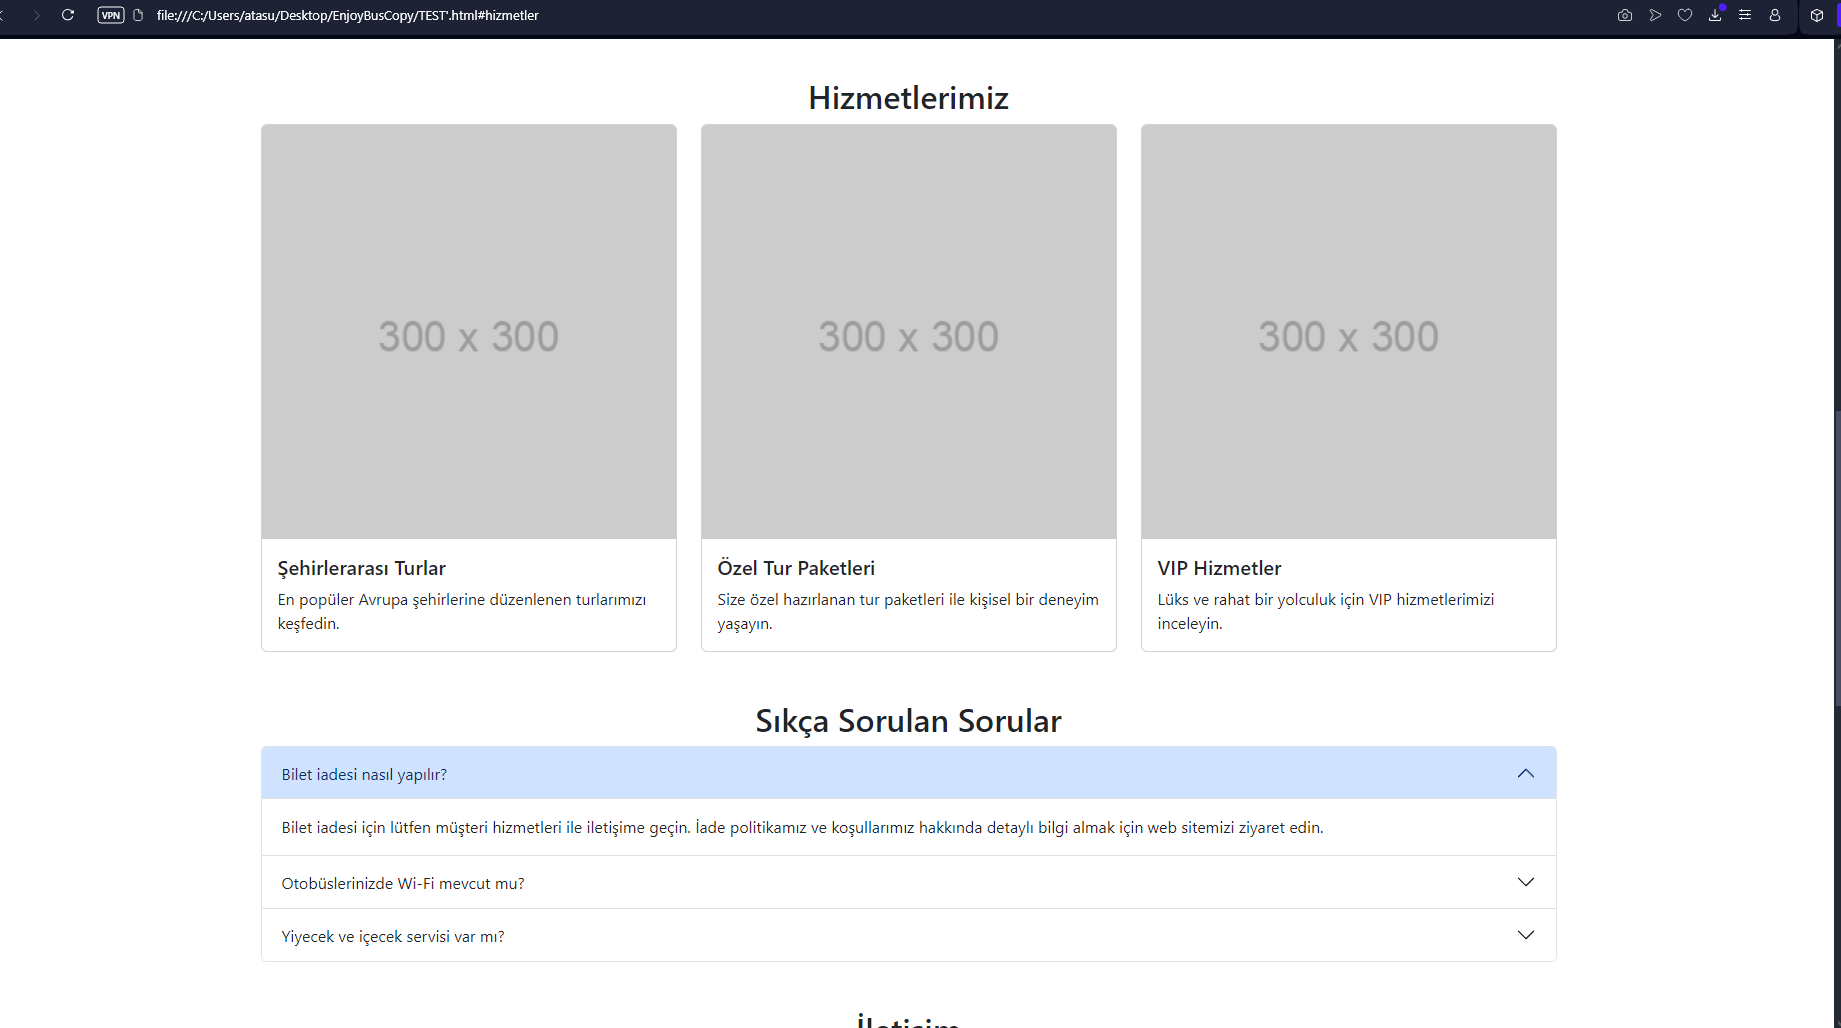 VPN
file:///C:/Users/atasu/Desktop/EnjoyBusCopy/TEST'.html#hizmetler
Hizmetlerimiz
300 x 300
300 x 300
300 x 300
Şehirlerarası Turlar
En popüler Avrupa şehirlerine düzenlenen turlarımızı
keşfedin.
Özel Tur Paketleri
Size özel hazırlanan tur paketleri ile kişisel bir deneyim
yaşayın.
VIP Hizmetler
Lüks ve rahat bir yolculuk için VIP hizmetlerimizi
inceleyin.
Sıkça Sorulan Sorular
Bilet iadesi nasıl yapılır?
Bilet iadesi için lütfen müşteri hizmetleri ile iletişime geçin. İade politikamız ve koşullarımız hakkında detaylı bilgi almak için web sitemizi ziyaret edin.
Otobüslerinizde Wi-Fi mevcut mu?
Yiyecek ve içecek servisi var mı?
İletişim